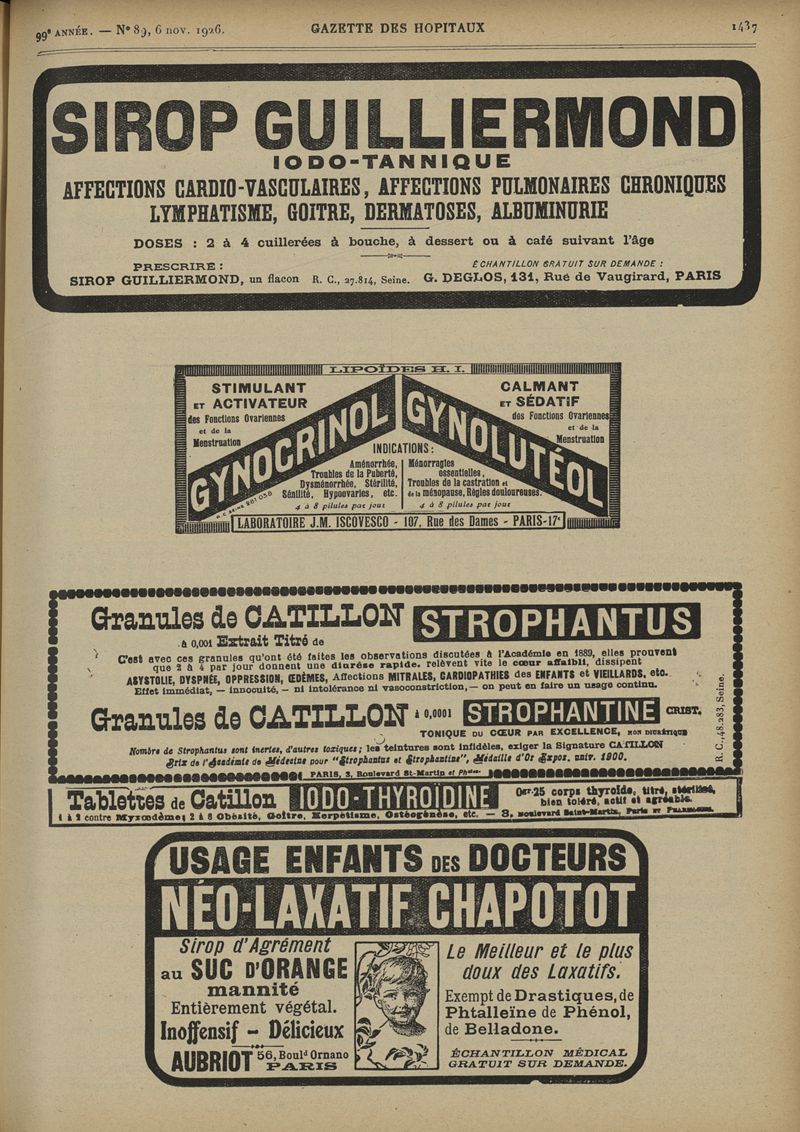 99e ANNÉE. — No 89, 6 nov. 1926. GAZETTE DES HOPITAUX 1437
SIROP GUILLIERMOND
IODO-TANNIQUE
AFFECTIONS CARDIO-VASCULAIRES, AFFECTIONS PULMONAIRES CHRONIQUES
LYMPHATISME, GOITRE, DERMATOSES, ALBUMINURIE
DOSES : 2 à 4 cuillerées à bouche, à dessert ou à café suivant l'âge
PRESCRIRE :
SIROP GUILLIERMOND, un flacon R. C., 27.814, Seine.
ÉCHANTILLON GRATUIT SUR DEMANDE :
G. DEGLOS, 131, Rue de Vaugirard, PARIS
LIPOÏDES H. I.
STIMULANT
ET ACTIVATEUR
des Fonctions Ovariennes
et de la
Menstruation
GYNOCRINOL
CALMANT
ET SÉDATIF
des Fonctions Ovariennes
et de la
Menstruation
GYNOLUTÉOL
INDICATIONS :
Aménorrhée,
Troubles de la Puberté,
Dysménorrhée, Stérilité,
Sénilité, Hypoovaries, etc.
4 à 8 pilules par jour
Ménorragies
essentielles,
Troubles de la castration et
de la ménopause, Règles douloureuses.
4 à 8 pilules par jour
R. C. SEINE 221 038
LABORATOIRE J.M. ISCOVESCO - 107, Rue des Dames - PARIS-17e
Granules de CATILLON STROPHANTUS
à 0,001 Extrait Titré de
C'est avec ces granules qu'ont été faites les observations discutées à l'Académie en 1889, elles prouvent
que 2 à 4 par jour donnent une diurèse rapide. relèvent vite le cœur affaibli, dissipent
ASYSTOLIE, DYSPNÉE, OPPRESSION, ŒDÈMES, Affections MITRALES, CARDIOPATHIES des ENFANTS et VIEILLARDS, etc.
Effet immédiat, — innocuité, — ni intolérance ni vasoconstriction, — on peut en faire un usage continu.
Granules de CATILLON à 0,0001 STROPHANTINE CRIST.
TONIQUE DU CŒUR PAR EXCELLENCE, NON DIURÉTIQUE
Nombre de Strophantus sont inertes, d'autres toxiques; les teintures sont infidèles, exiger la Signature CATILLON
Prix de l'Académie de Médecine pour "Strophantus et Strophantine", Médaille d'Or Expos. univ. 1900.
PARIS, 3, Boulevard St-Martin et Phies.
R. C., 48.283, Seine.
Tablettes de Catillon IODO-THYROÏDINE
0gr.25 corps thyroïde, titré, stérilisé,
bien toléré, actif et agréable.
1 à 2 contre Myxœdème; 2 à 8 Obésité, Goître, Herpétisme, Ostéogénèse, etc. — 3, Boulevard Saint-Martin, Paris ET PHARMACIES.
USAGE ENFANTS DES DOCTEURS
NÉO-LAXATIF CHAPOTOT
Sirop d'Agrément
au SUC D'ORANGE
mannité
Entièrement végétal.
Inoffensif - Délicieux
AUBRIOT 56, Bould Ornano
PARIS
Le Meilleur et le plus
doux des Laxatifs.
Exempt de Drastiques, de
Phtalleïne de Phénol,
de Belladone.
ÉCHANTILLON MÉDICAL
GRATUIT SUR DEMANDE.